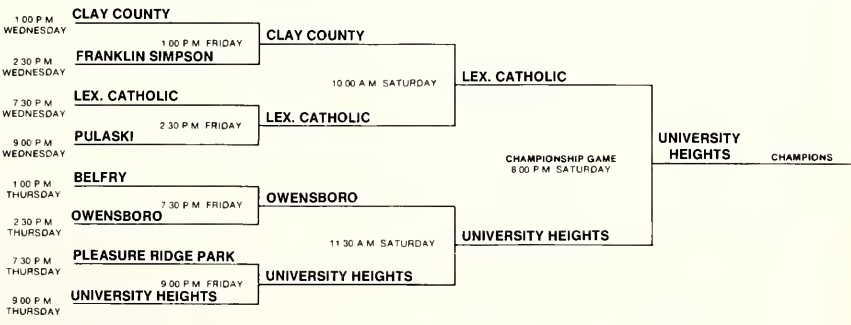 1:00 P M
WEDNESDAY
CLAY COUNTY
1:00 P M FRIDAY
CLAY COUNTY
2 30 P M
WEDNESDAY
FRANKLIN SIMPSON
10 00 A M SATURDAY
LEX. CATHOLIC
7 30 P M
WEDNESDAY
LEX. CATHOLIC
2 30 P M FRIDAY
LEX. CATHOLIC
9 00 P M
WEDNESDAY
PULASKI
CHAMPIONSHIP GAME
8 00 P M SATURDAY
UNIVERSITY
HEIGHTS
CHAMPIONS
1 00 P M
THURSDAY
BELFRY
7 30 P M FRIDAY
OWENSBORO
2 30 P M
THURSDAY
OWENSBORO
11 30 A M SATURDAY
UNIVERSITY HEIGHTS
7 30 P M
THURSDAY
PLEASURE RIDGE PARK
9 00 P M FRIDAY
UNIVERSITY HEIGHTS
9 00 P M
THURSDAY
UNIVERSITY HEIGHTS